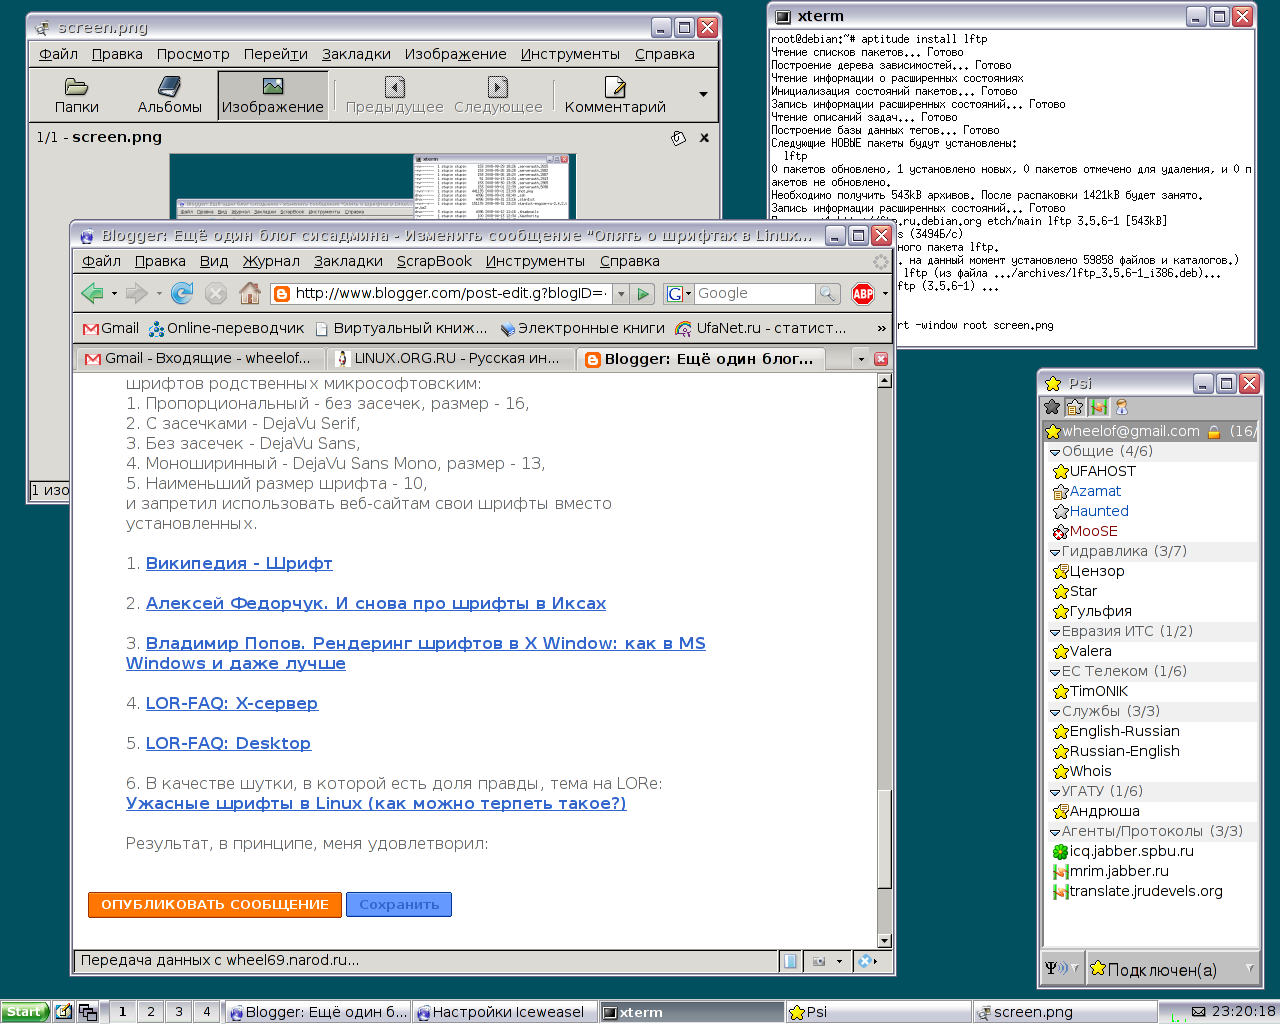 screen.png
Файл Правка Просмотр Перейти Закладки Изображение Инструменты Справка
Папки Альбомы Изображение Предыдущее Следующее Комментарий
1/1 - screen.png
1 изо
xterm
root@debian:~# aptitude install lftp
Чтение списков пакетов... Готово
Построение дерева зависимостей... Готово
Чтение информации о расширенных состояниях
Инициализация состояний пакетов... Готово
Запись информации расширенных состояний... Готово
Чтение описаний задач... Готово
Построение базы данных тегов... Готово
Следующие НОВЫЕ пакеты будут установлены:
lftp
0 пакетов обновлено, 1 установлено новых, 0 пакетов отмечено для удаления, и 0 п
акетов не обновлено.
Необходимо получить 543kB архивов. После распаковки 1421kB будет занято.
Запись информации расширенных состояний... Готово
.ru.debian.org etch/main lftp 3.5.6-1 [543kB]
s (3494Б/c)
ного пакета lftp.
. на данный момент установлено 59858 файлов и каталогов.)
lftp (из файла .../archives/lftp_3.5.6-1_i386.deb)...
ftp (3.5.6-1) ...
rt -window root screen.png
Blogger: Ещё один блог сисадмина - Изменить сообщение "Опять о шрифтах в Linux...
Файл Правка Вид Журнал Закладки ScrapBook Инструменты Справка
http://www.blogger.com/post-edit.g?blogID=
G Google ABP
Gmail Online-переводчик Виртуальный книж... Электронные книги UfaNet.ru - статист... »
Gmail - Входящие - wheelof... LINUX.ORG.RU - Русская ин... Blogger: Ещё один блог...
шрифтов родственных микрософтовским:
1. Пропорциональный - без засечек, размер - 16,
2. С засечками - DejaVu Serif,
3. Без засечек - DejaVu Sans,
4. Моноширинный - DejaVu Sans Mono, размер - 13,
5. Наименьший размер шрифта - 10,
и запретил использовать веб-сайтам свои шрифты вместо
установленных.
1. Википедия - Шрифт
2. Алексей Федорчук. И снова про шрифты в Иксах
3. Владимир Попов. Рендеринг шрифтов в X Window: как в MS
Windows и даже лучше
4. LOR-FAQ: X-сервер
5. LOR-FAQ: Desktop
6. В качестве шутки, в которой есть доля правды, тема на LORe:
Ужасные шрифты в Linux (как можно терпеть такое?)
Результат, в принципе, меня удовлетворил:
ОПУБЛИКОВАТЬ СООБЩЕНИЕ Сохранить
Передача данных с wheel69.narod.ru...
Psi
wheelof@gmail.com (16/
Общие (4/6)
UFAHOST
Azamat
Haunted
MooSE
Гидравлика (3/7)
Цензор
Star
Гульфия
Евразия ИТС (1/2)
Valera
ЕС Телеком (1/6)
TimONIK
Службы (3/3)
English-Russian
Russian-English
Whois
УГАТУ (1/6)
Андрюша
Агенты/Протоколы (3/3)
icq.jabber.spbu.ru
mrim.jabber.ru
translate.jrudevels.org
Подключен(а)
Start 1 2 3 4 Blogger: Ещё один б... Настройки Iceweasel xterm Psi screen.png 23:20:18